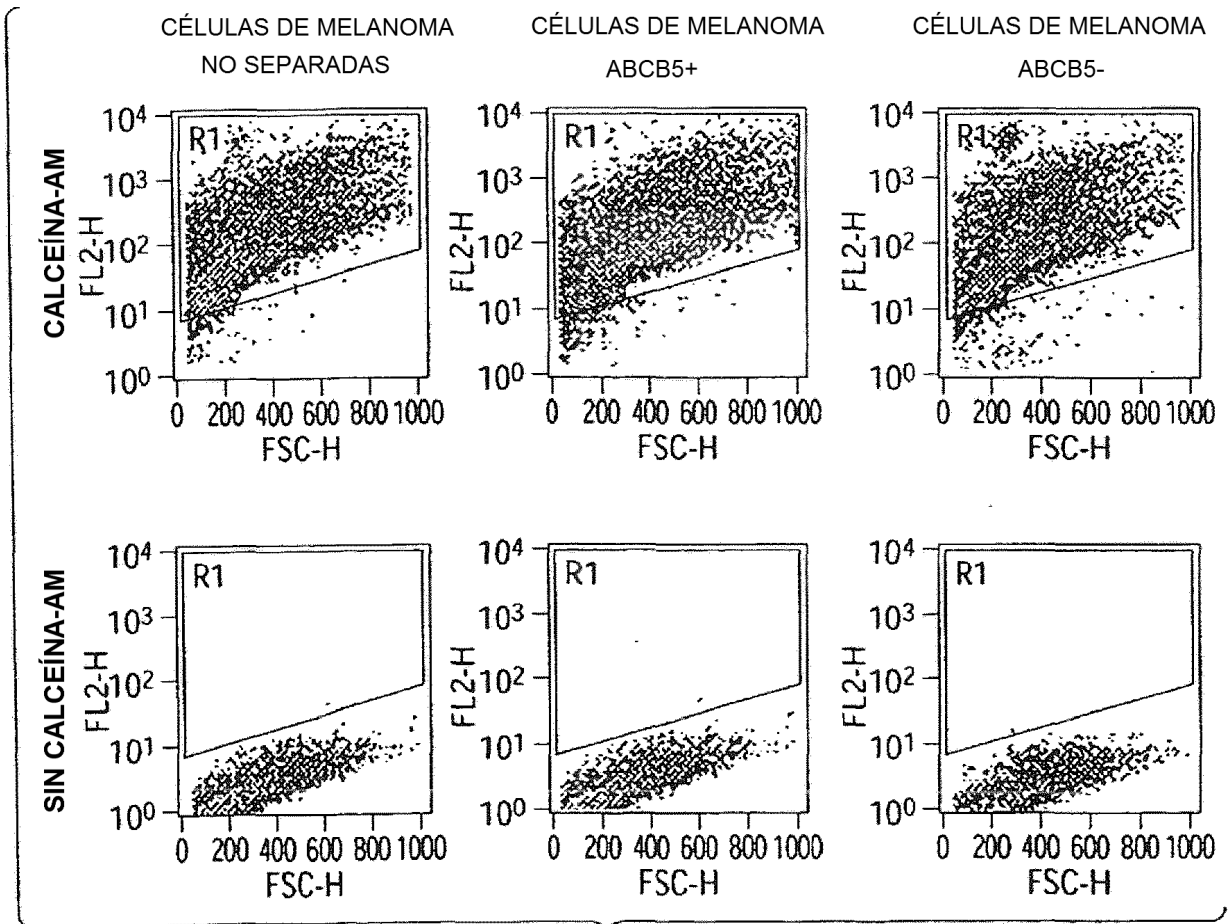 CÉLULAS DE MELANOMA
NO SEPARADAS
CÉLULAS DE MELANOMA
ABCB5+
CÉLULAS DE MELANOMA
ABCB5-
CALCEÍNA-AM
FL2-H
10⁴
10³
10²
10¹
10⁰
R1
0 200 400 600 800 1000
FSC-H
FL2-H
10⁴
10³
10²
10¹
10⁰
R1
0 200 400 600 800 1000
FSC-H
FL2-H
10⁴
10³
10²
10¹
10⁰
R1
0 200 400 600 800 1000
FSC-H
SIN CALCEÍNA-AM
FL2-H
10⁴
10³
10²
10¹
10⁰
R1
0 200 400 600 800 1000
FSC-H
FL2-H
10⁴
10³
10²
10¹
10⁰
R1
0 200 400 600 800 1000
FSC-H
FL2-H
10⁴
10³
10²
10¹
10⁰
R1
0 200 400 600 800 1000
FSC-H